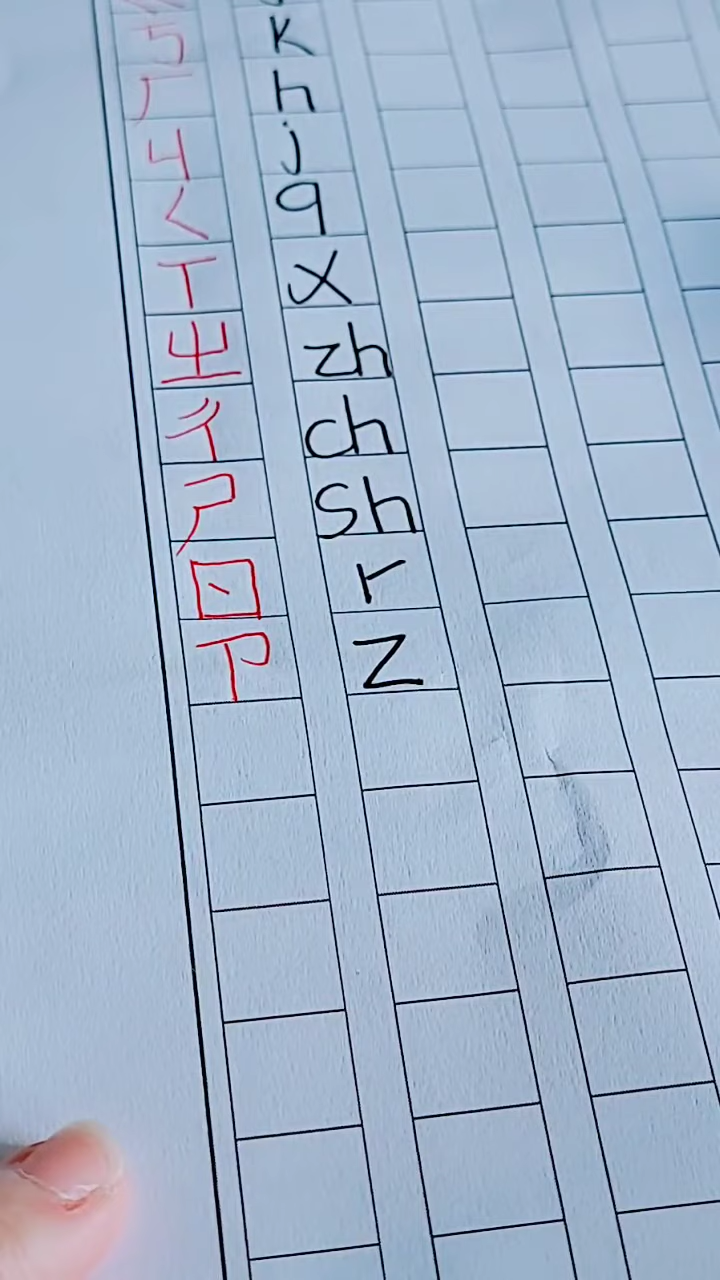 ㄎ k
ㄏ h
ㄐ j
ㄑ q
ㄒ x
ㄓ zh
ㄔ ch
ㄕ sh
ㄖ r
ㄗ z